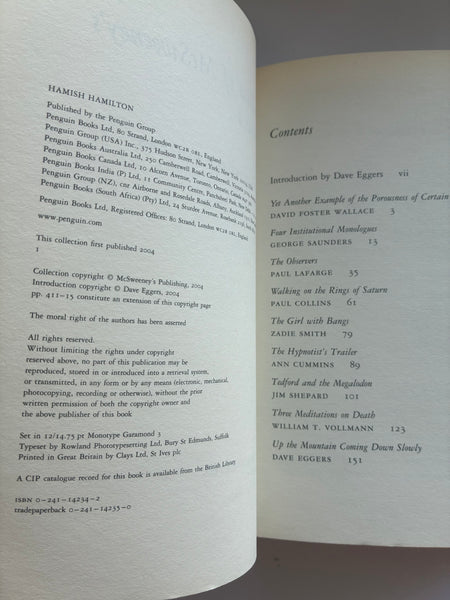 HAMISH HAMILTON
Published by the Penguin Group
Penguin Books Ltd, 80 Strand, London WC2R 0RL, England
Penguin Group (USA) Inc., 375 Hudson Street, New York, New York
Penguin Books Australia Ltd, 250 Camberwell Road, Camberwell, Victoria
Penguin Books Canada Ltd, 10 Alcorn Avenue, Toronto, Ontario, Canada
Penguin Books India (P) Ltd, 11 Community Centre, Panchsheel Park, New Delhi
Penguin Group (NZ), cnr Airborne and Rosedale Roads, Albany, Auckland
Penguin Books (South Africa) (Pty) Ltd, 24 Sturdee Avenue, Rosebank
Penguin Books Ltd, Registered Offices: 80 Strand, London WC2R 0RL, England
www.penguin.com
This collection first published 2004
1
Collection copyright © McSweeney's Publishing, 2004
Introduction copyright © Dave Eggers, 2004
pp. 411–15 constitute an extension of this copyright page
The moral right of the authors has been asserted
All rights reserved.
Without limiting the rights under copyright
reserved above, no part of this publication may be
reproduced, stored in or introduced into a retrieval system,
or transmitted, in any form or by any means (electronic, mechanical,
photocopying, recording or otherwise), without the prior
written permission of both the copyright owner and
the above publisher of this book
Set in 12/14.75 pt Monotype Garamond 3
Typeset by Rowland Phototypesetting Ltd, Bury St Edmunds, Suffolk
Printed in Great Britain by Clays Ltd, St Ives plc
A CIP catalogue record for this book is available from the British Library
ISBN 0–241–14234–2
tradepaperback 0–241–14235–0
Contents
Introduction by Dave Eggers vii
Yet Another Example of the Porousness of Certain
DAVID FOSTER WALLACE 3
Four Institutional Monologues
GEORGE SAUNDERS 13
The Observers
PAUL LAFARGE 35
Walking on the Rings of Saturn
PAUL COLLINS 61
The Girl with Bangs
ZADIE SMITH 79
The Hypnotist's Trailer
ANN CUMMINS 89
Tedford and the Megalodon
JIM SHEPARD 101
Three Meditations on Death
WILLIAM T. VOLLMANN 123
Up the Mountain Coming Down Slowly
DAVE EGGERS 151